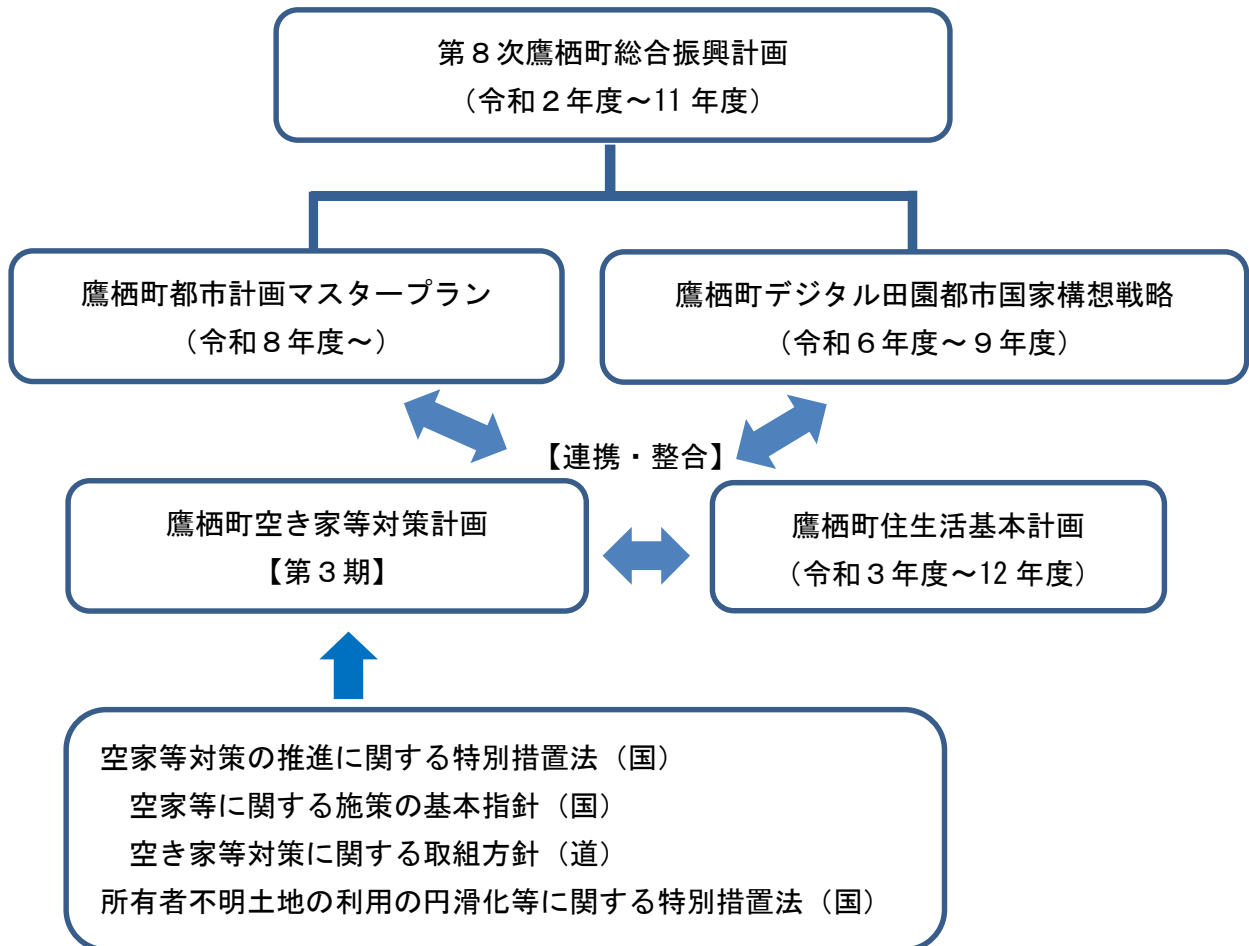 第８次鷹栖町総合振興計画
（令和２年度～11 年度）
鷹栖町都市計画マスタープラン
（令和８年度～）
鷹栖町デジタル田園都市国家構想戦略
（令和６年度～９年度）
【連携・整合】
鷹栖町空き家等対策計画
【第３期】
鷹栖町住生活基本計画
（令和３年度～12 年度）
空家等対策の推進に関する特別措置法（国）
空家等に関する施策の基本指針（国）
空き家等対策に関する取組方針（道）
所有者不明土地の利用の円滑化等に関する特別措置法（国）